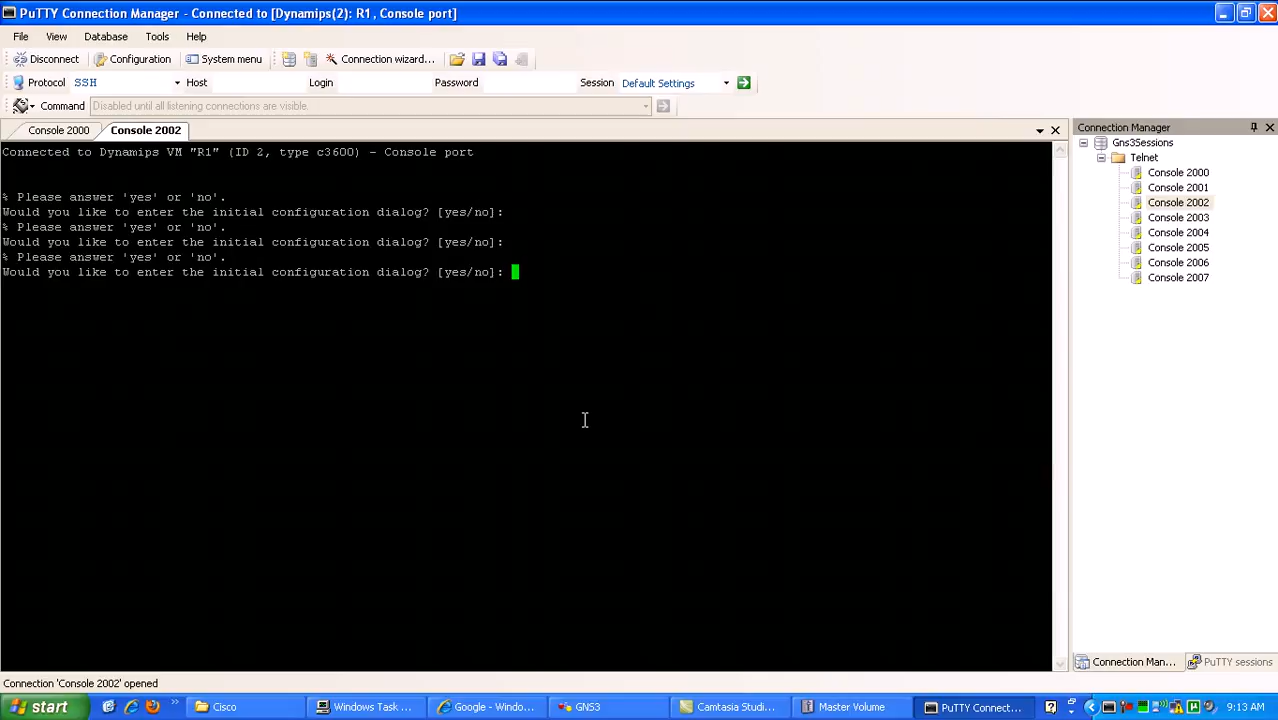 PuTTY Connection Manager - Connected to [Dynamips(2): R1, Console port]
File View Database Tools Help
Disconnect Configuration System menu Connection wizard...
Protocol SSH Host Login Password Session Default Settings
Command Disabled until all listening connections are visible.
Console 2000 Console 2002
Connection Manager
Connected to Dynamips VM "R1" (ID 2, type c3600) - Console port
% Please answer 'yes' or 'no'.
Would you like to enter the initial configuration dialog? [yes/no]:
% Please answer 'yes' or 'no'.
Would you like to enter the initial configuration dialog? [yes/no]:
% Please answer 'yes' or 'no'.
Would you like to enter the initial configuration dialog? [yes/no]:
Gns3Sessions
Telnet
Console 2000
Console 2001
Console 2002
Console 2003
Console 2004
Console 2005
Console 2006
Console 2007
Connection Man... PuTTY sessions
Connection 'Console 2002' opened
start Cisco Windows Task ... Google - Windo... GNS3 Camtasia Studi... Master Volume PuTTY Connect... 9:13 AM